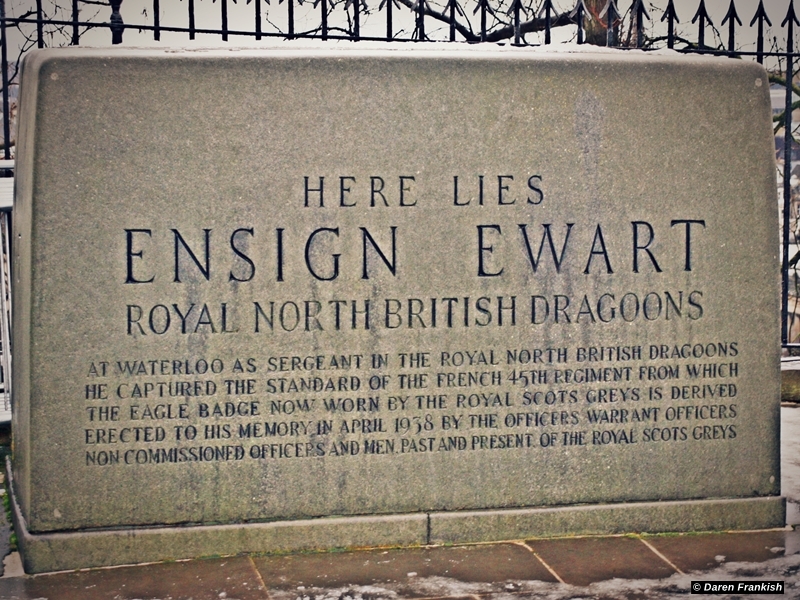 HERE LIES
ENSIGN EWART
ROYAL NORTH BRITISH DRAGOONS
AT WATERLOO AS SERGEANT IN THE ROYAL NORTH BRITISH DRAGOONS
HE CAPTURED THE STANDARD OF THE FRENCH 45TH REGIMENT FROM WHICH
THE EAGLE BADGE NOW WORN BY THE ROYAL SCOTS GREYS IS DERIVED
ERECTED TO HIS MEMORY IN APRIL 1938 BY THE OFFICERS WARRANT OFFICERS
NON COMMISSIONED OFFICERS AND MEN, PAST AND PRESENT, OF THE ROYAL SCOTS GREYS
© Daren Frankish